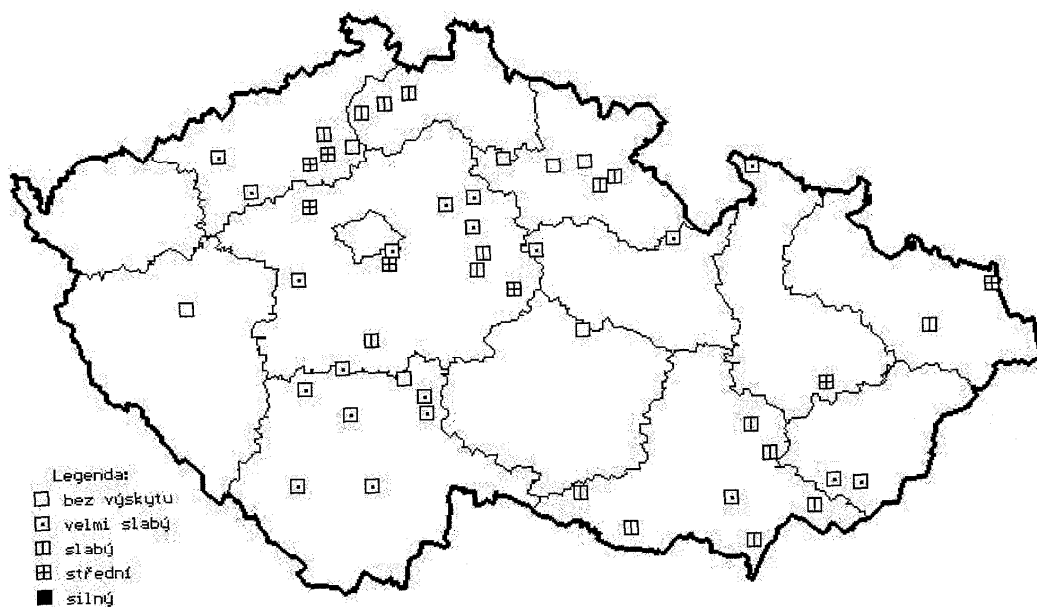 Legenda:
bez výskytu
velmi slabý
slabý
střední
silný